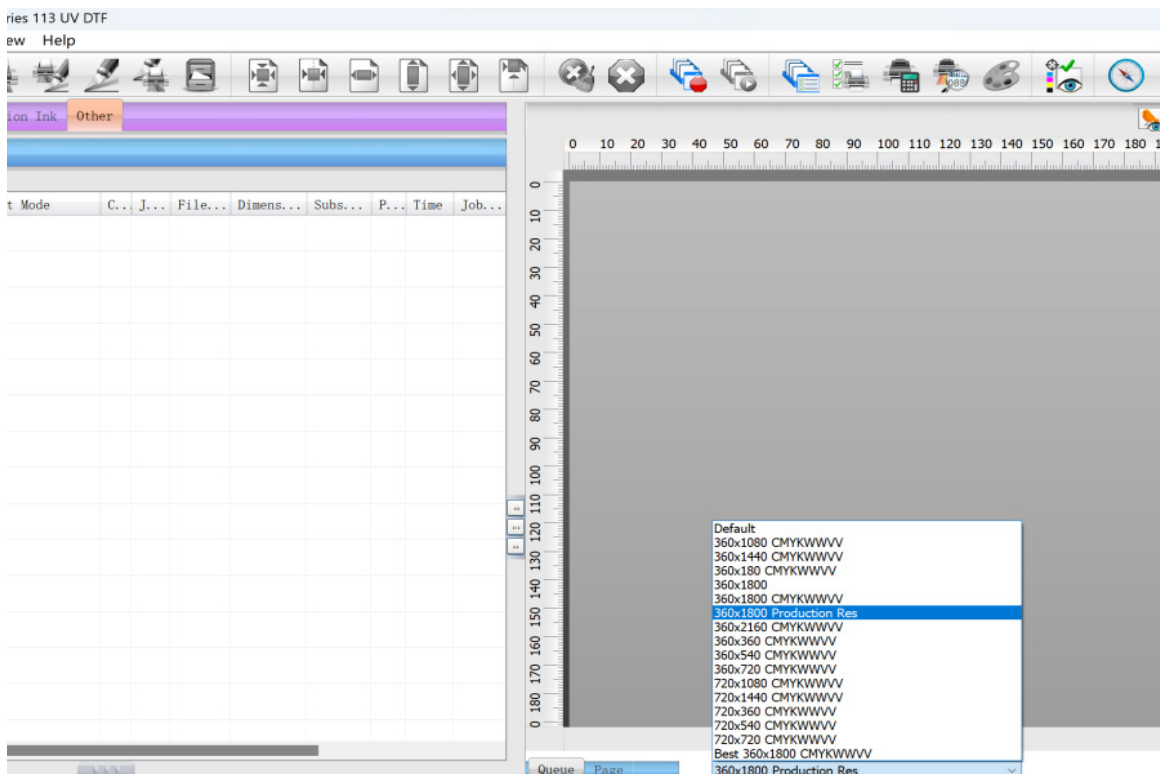 ries 113 UV DTF
ew Help
ion Ink Other
t Mode C... J... File... Dimens... Subs... P... Time Job...
0 10 20 30 40 50 60 70 80 90 100 110 120 130 140 150 160 170 180 1
0
10
20
30
40
50
60
70
80
90
100
110
120
130
140
150
160
170
180
0
Default
360x1080 CMYKWWVV
360x1440 CMYKWWVV
360x180 CMYKWWVV
360x1800
360x1800 CMYKWWVV
360x1800 Production Res
360x2160 CMYKWWVV
360x360 CMYKWWVV
360x540 CMYKWWVV
360x720 CMYKWWVV
720x1080 CMYKWWVV
720x1440 CMYKWWVV
720x360 CMYKWWVV
720x540 CMYKWWVV
720x720 CMYKWWVV
Best 360x1800 CMYKWWVV
Queue Page 360x1800 Production Res